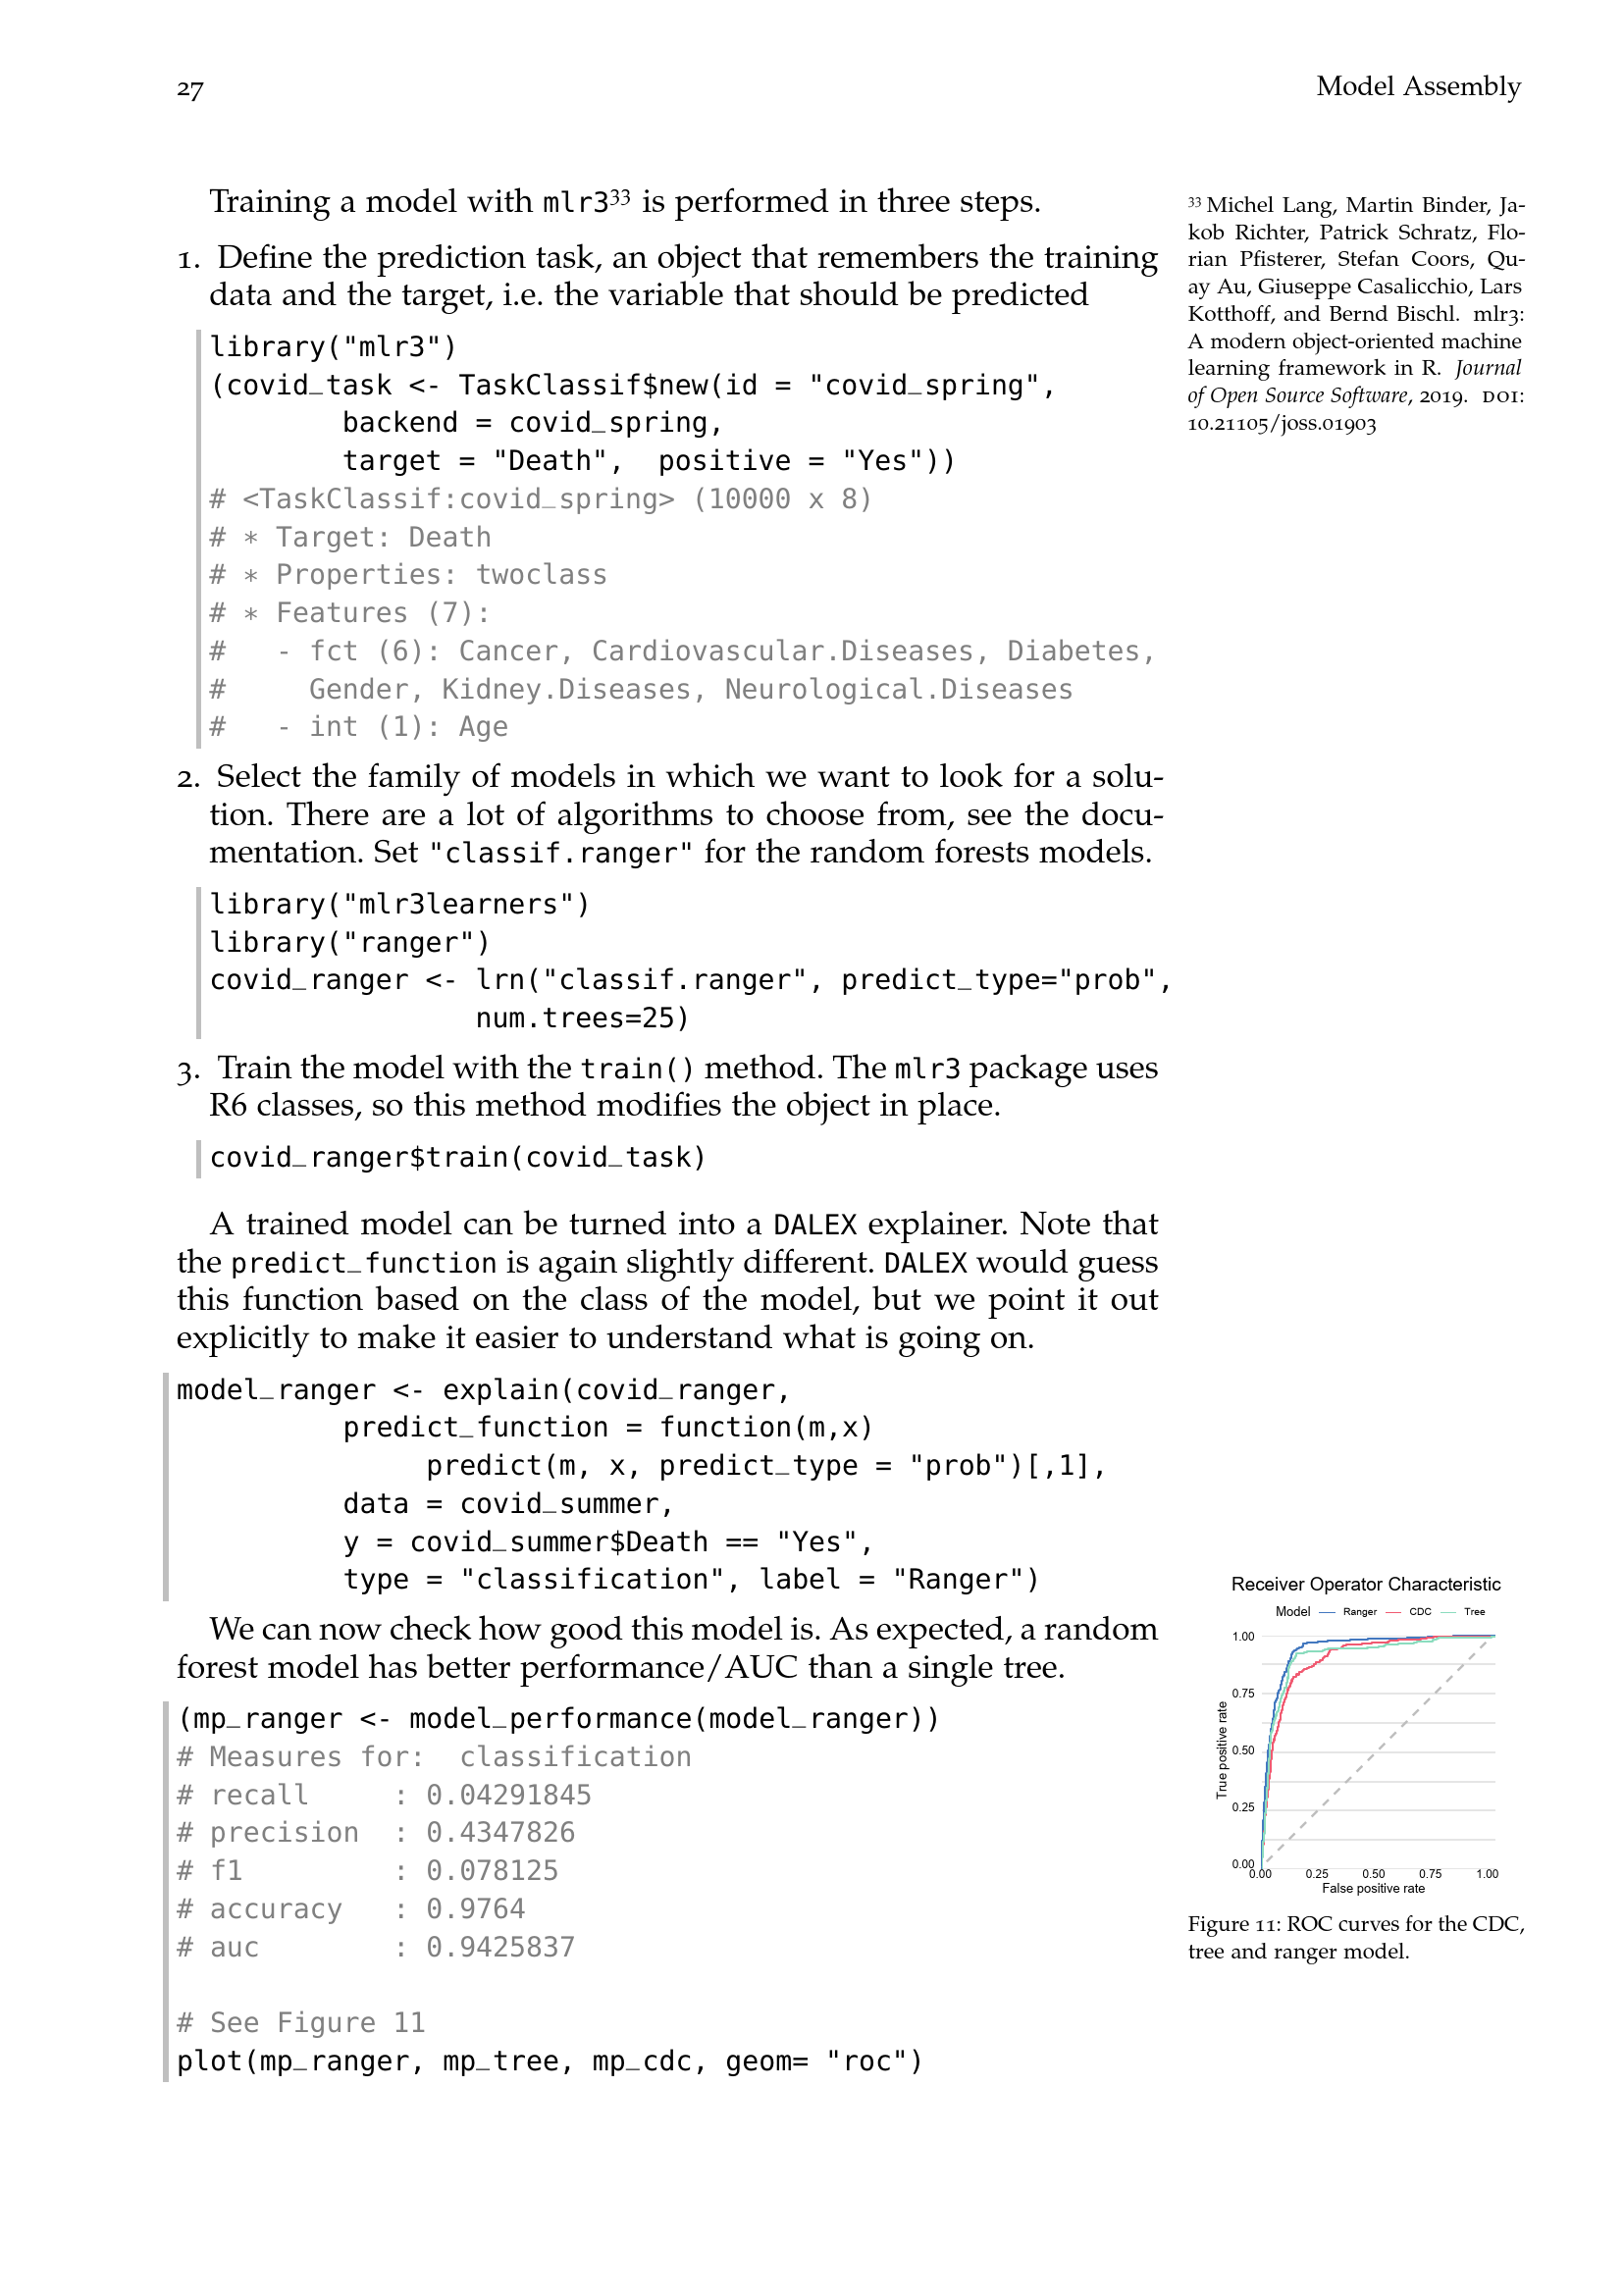 27
Model Assembly
Training a model with mlr3³³ is performed in three steps.
1. Define the prediction task, an object that remembers the training
data and the target, i.e. the variable that should be predicted
library("mlr3")
(covid_task <- TaskClassif$new(id = "covid_spring",
        backend = covid_spring,
        target = "Death",  positive = "Yes"))
# <TaskClassif:covid_spring> (10000 x 8)
# * Target: Death
# * Properties: twoclass
# * Features (7):
#   - fct (6): Cancer, Cardiovascular.Diseases, Diabetes,
#     Gender, Kidney.Diseases, Neurological.Diseases
#   - int (1): Age
2. Select the family of models in which we want to look for a solu-
tion. There are a lot of algorithms to choose from, see the docu-
mentation. Set "classif.ranger" for the random forests models.
library("mlr3learners")
library("ranger")
covid_ranger <- lrn("classif.ranger", predict_type="prob",
                num.trees=25)
3. Train the model with the train() method. The mlr3 package uses
R6 classes, so this method modifies the object in place.
covid_ranger$train(covid_task)
A trained model can be turned into a DALEX explainer. Note that
the predict_function is again slightly different. DALEX would guess
this function based on the class of the model, but we point it out
explicitly to make it easier to understand what is going on.
model_ranger <- explain(covid_ranger,
          predict_function = function(m,x)
               predict(m, x, predict_type = "prob")[,1],
          data = covid_summer,
          y = covid_summer$Death == "Yes",
          type = "classification", label = "Ranger")
We can now check how good this model is. As expected, a random
forest model has better performance/AUC than a single tree.
(mp_ranger <- model_performance(model_ranger))
# Measures for:  classification
# recall     : 0.04291845
# precision  : 0.4347826
# f1         : 0.078125
# accuracy   : 0.9764
# auc        : 0.9425837
# See Figure 11
plot(mp_ranger, mp_tree, mp_cdc, geom= "roc")
³³ Michel Lang, Martin Binder, Ja-
kob Richter, Patrick Schratz, Flo-
rian Pfisterer, Stefan Coors, Qu-
ay Au, Giuseppe Casalicchio, Lars
Kotthoff, and Bernd Bischl. mlr3:
A modern object-oriented machine
learning framework in R. Journal
of Open Source Software, 2019. DOI:
10.21105/joss.01903
Receiver Operator Characteristic
Model Ranger CDC Tree
1.00
0.75
0.50
0.25
0.00
True positive rate
0.00 0.25 0.50 0.75 1.00
False positive rate
Figure 11: ROC curves for the CDC,
tree and ranger model.